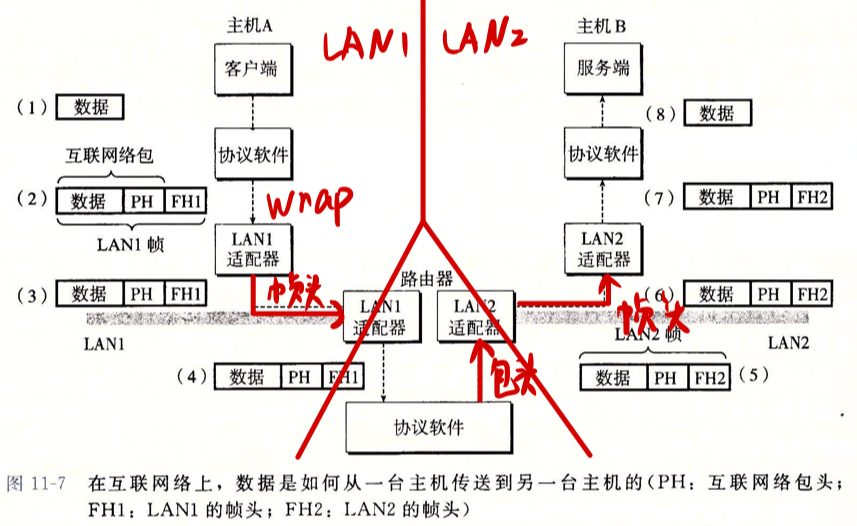 主机A
LAN1
LAN2
主机B
客户端
服务端
(1) 数据
(8) 数据
协议软件
协议软件
互联网络包
wrap
(2) 数据 PH FH1
(7) 数据 PH FH2
LAN1 帧
LAN1
适配器
LAN2
适配器
路由器
(3) 数据 PH FH1
帧头
LAN1
适配器
LAN2
适配器
(6) 数据 PH FH2
帧头
LAN1
LAN2 帧
LAN2
(4) 数据 PH FH1
包头
数据 PH FH2 (5)
协议软件
图 11-7 在互联网络上，数据是如何从一台主机传送到另一台主机的(PH：互联网络包头；
FH1：LAN1 的帧头；FH2：LAN2 的帧头)